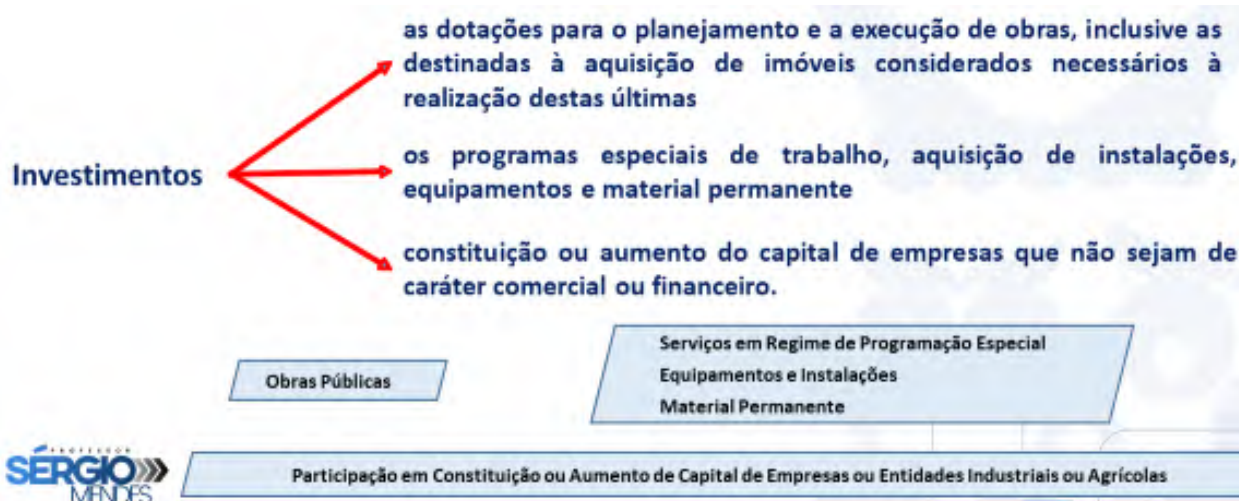 as dotações para o planejamento e a execução de obras, inclusive as
destinadas à aquisição de imóveis considerados necessários à
realização destas últimas
Investimentos
os programas especiais de trabalho, aquisição de instalações,
equipamentos e material permanente
constituição ou aumento do capital de empresas que não sejam de
caráter comercial ou financeiro.
Obras Públicas
Serviços em Regime de Programação Especial
Equipamentos e Instalações
Material Permanente
PROFESSOR
SÉRGIO
MENDES
Participação em Constituição ou Aumento de Capital de Empresas ou Entidades Industriais ou Agrícolas